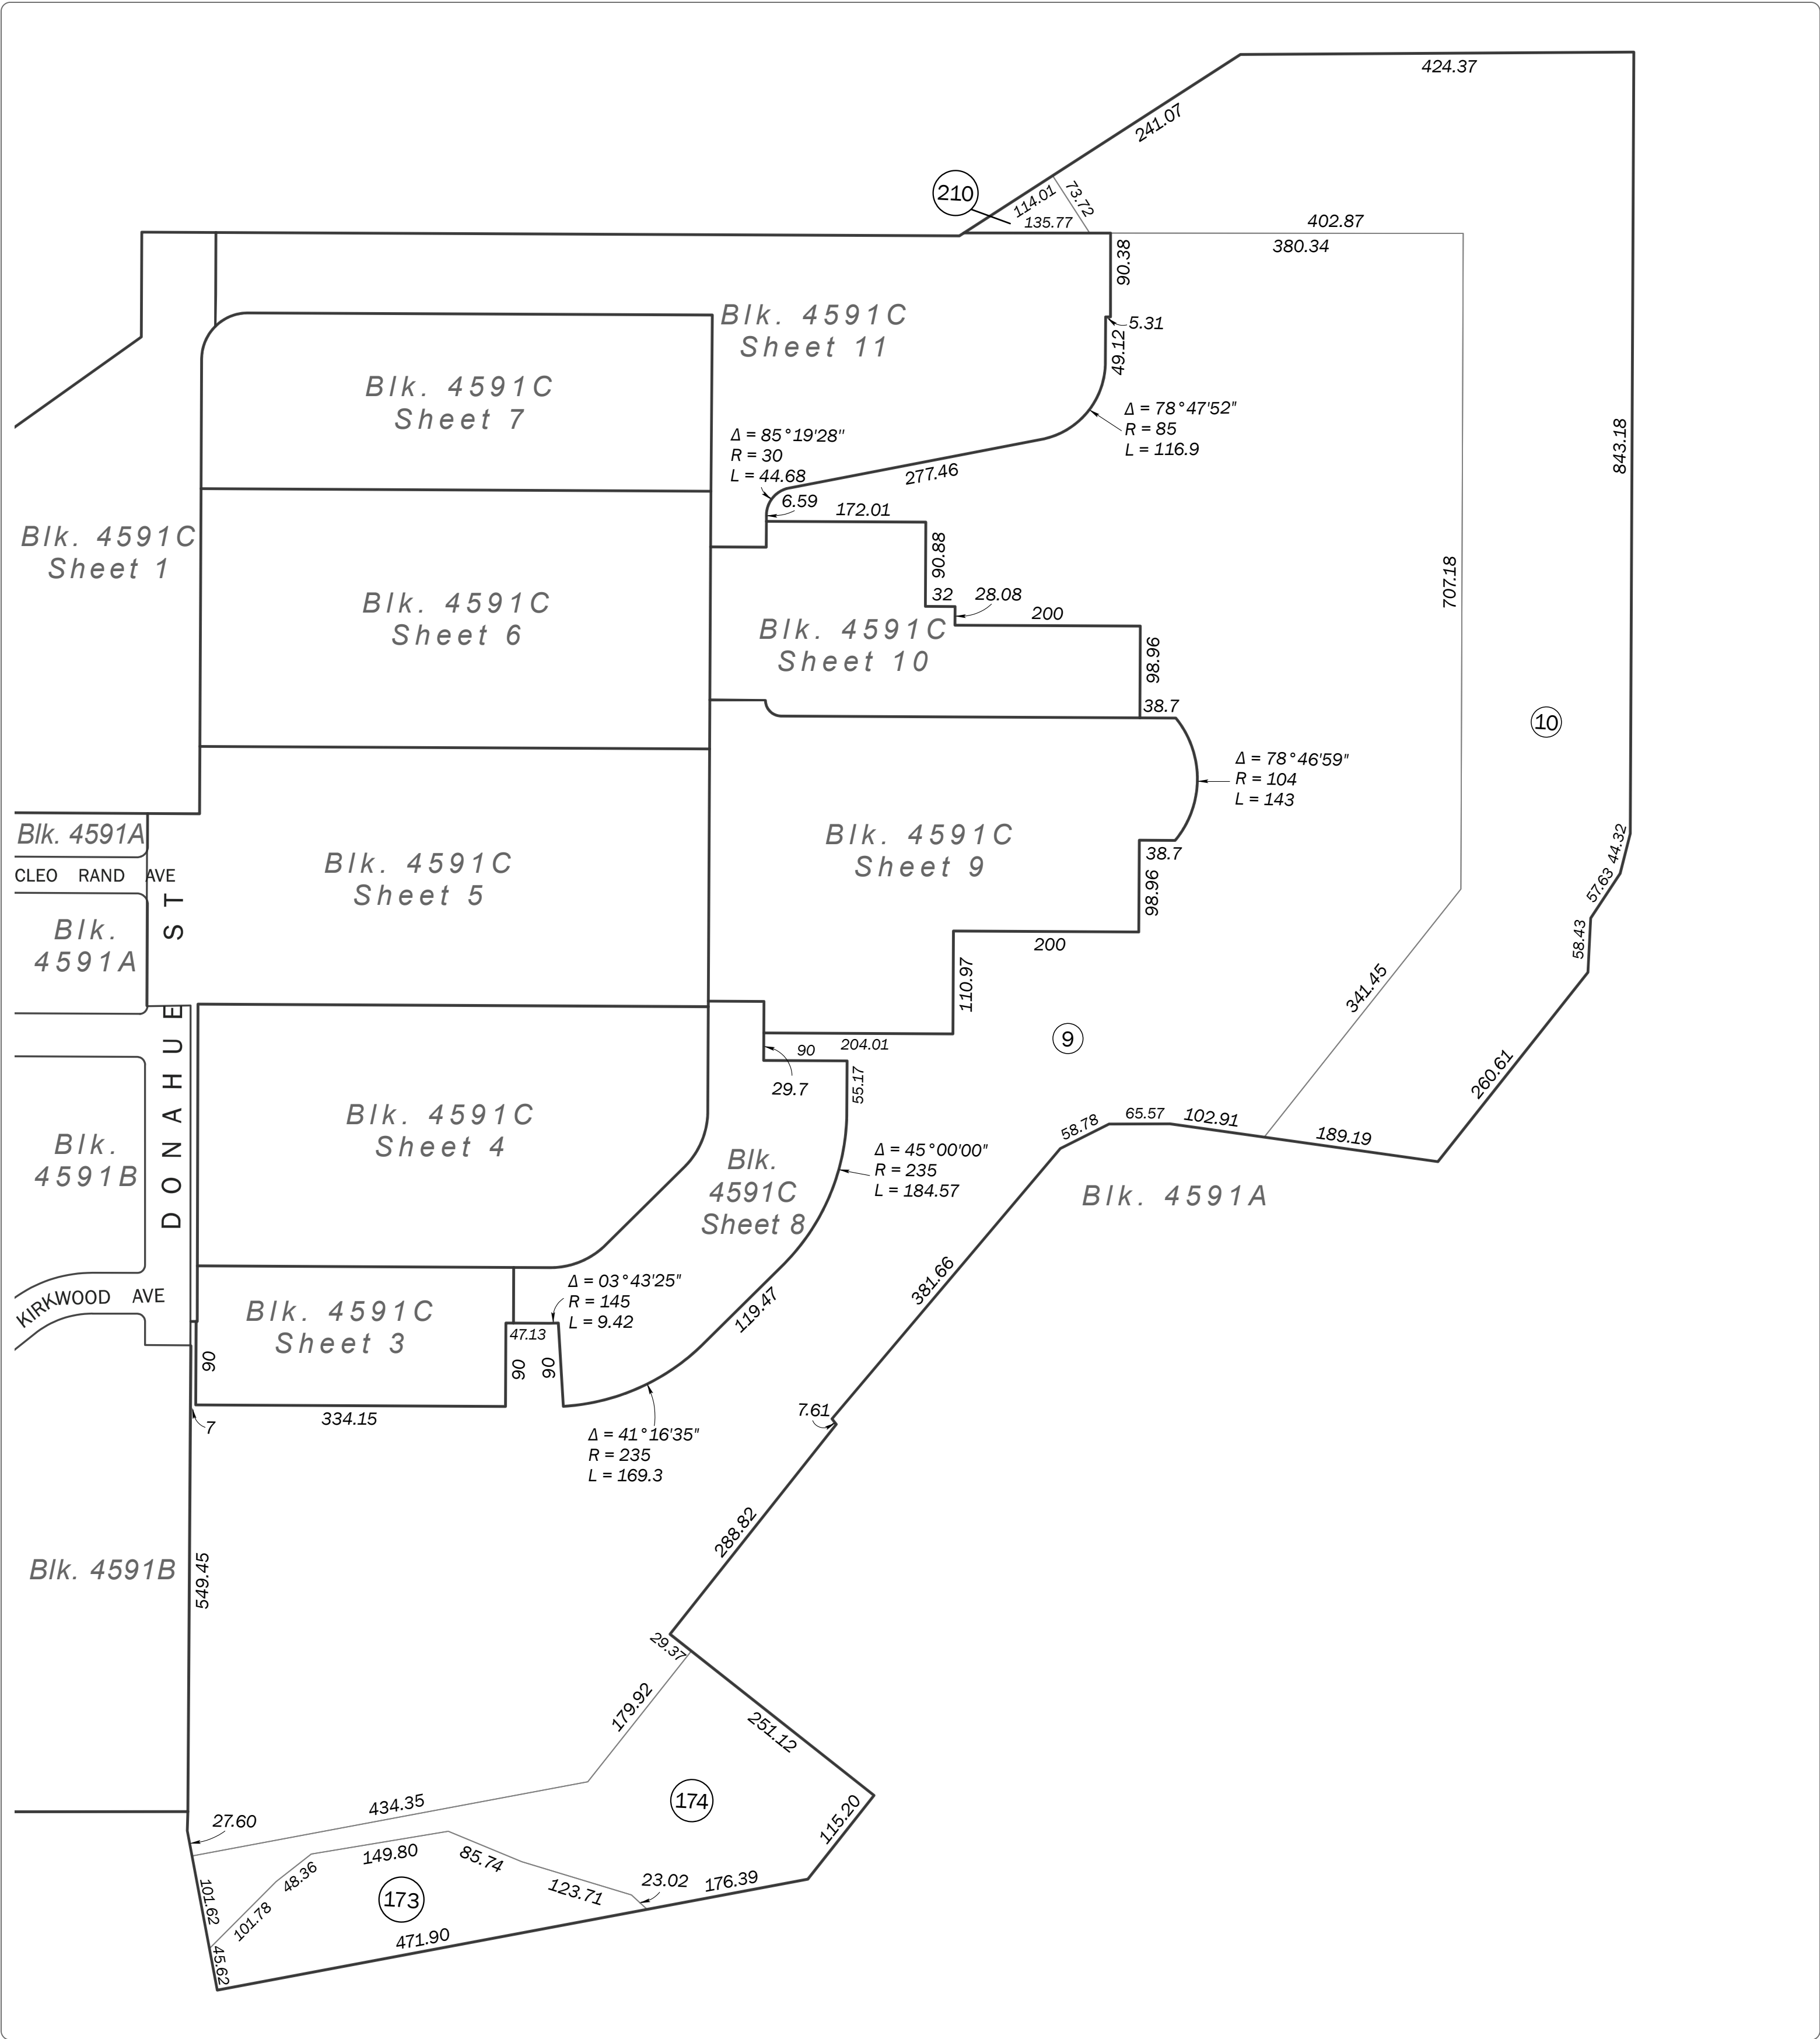 424.37
241.07
210
114.01
73.72
135.77
402.87
380.34
90.38
Blk. 4591C
Sheet 11
5.31
49.12
Blk. 4591C
Sheet 7
Δ = 78°47'52"
R = 85
L = 116.9
Δ = 85°19'28"
R = 30
L = 44.68
277.46
843.18
6.59
172.01
Blk. 4591C
Sheet 1
90.88
707.18
32
28.08
200
Blk. 4591C
Sheet 6
Blk. 4591C
Sheet 10
98.96
38.7
10
Δ = 78°46'59"
R = 104
L = 143
Blk. 4591A
CLEO RAND AVE
Blk. 4591C
Sheet 5
Blk. 4591C
Sheet 9
38.7
98.96
44.32
57.63
58.43
Blk.
4591A
200
110.97
341.45
DONAHUE ST
9
204.01
90
29.7
55.17
260.61
Blk. 4591C
Sheet 4
58.78
65.57
102.91
189.19
Blk.
4591B
Blk.
4591C
Sheet 8
Δ = 45°00'00"
R = 235
L = 184.57
Blk. 4591A
KIRKWOOD AVE
Blk. 4591C
Sheet 3
Δ = 03°43'25"
R = 145
L = 9.42
47.13
119.47
381.66
90
90
90
334.15
7
Δ = 41°16'35"
R = 235
L = 169.3
7.61
288.82
Blk. 4591B
549.45
29.37
179.92
251.12
434.35
27.60
174
115.20
149.80
85.74
48.36
101.62
101.78
173
123.71
23.02
176.39
471.90
45.62